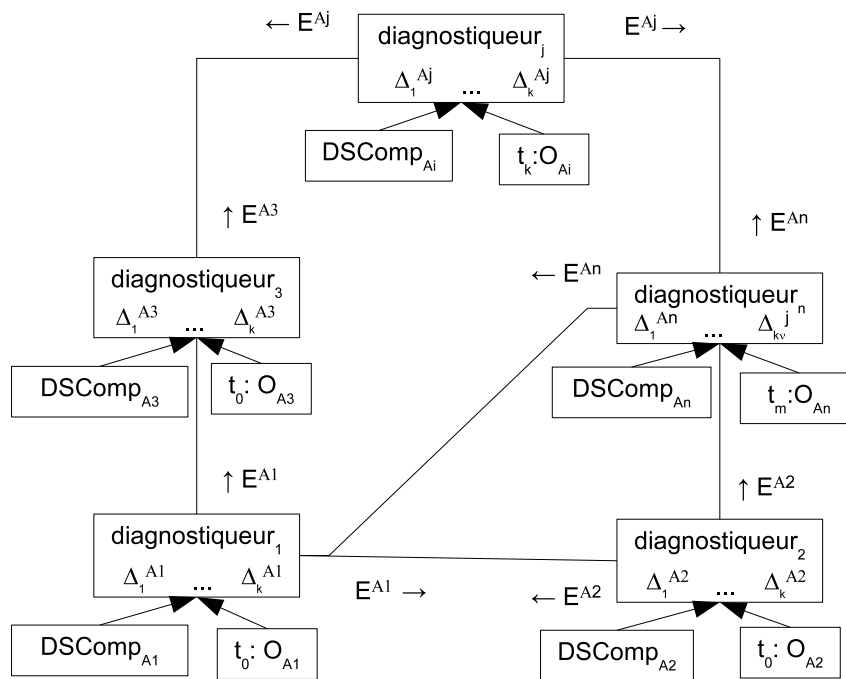 ← E^Aj
E^Aj →
diagnostiqueur_j
Δ_1^Aj ... Δ_k^Aj
DSComp_Ai
t_k:O_Ai
↑ E^A3
↑ E^An
← E^An
diagnostiqueur_3
Δ_1^A3 ... Δ_k^A3
diagnostiqueur_n
Δ_1^An ... Δ_kν^j
DSComp_A3
t_0: O_A3
DSComp_An
t_m:O_An
↑ E^A1
↑ E^A2
diagnostiqueur_1
Δ_1^A1 ... Δ_k^A1
diagnostiqueur_2
Δ_1^A2 ... Δ_k^A2
E^A1 →
← E^A2
DSComp_A1
t_0: O_A1
DSComp_A2
t_0: O_A2